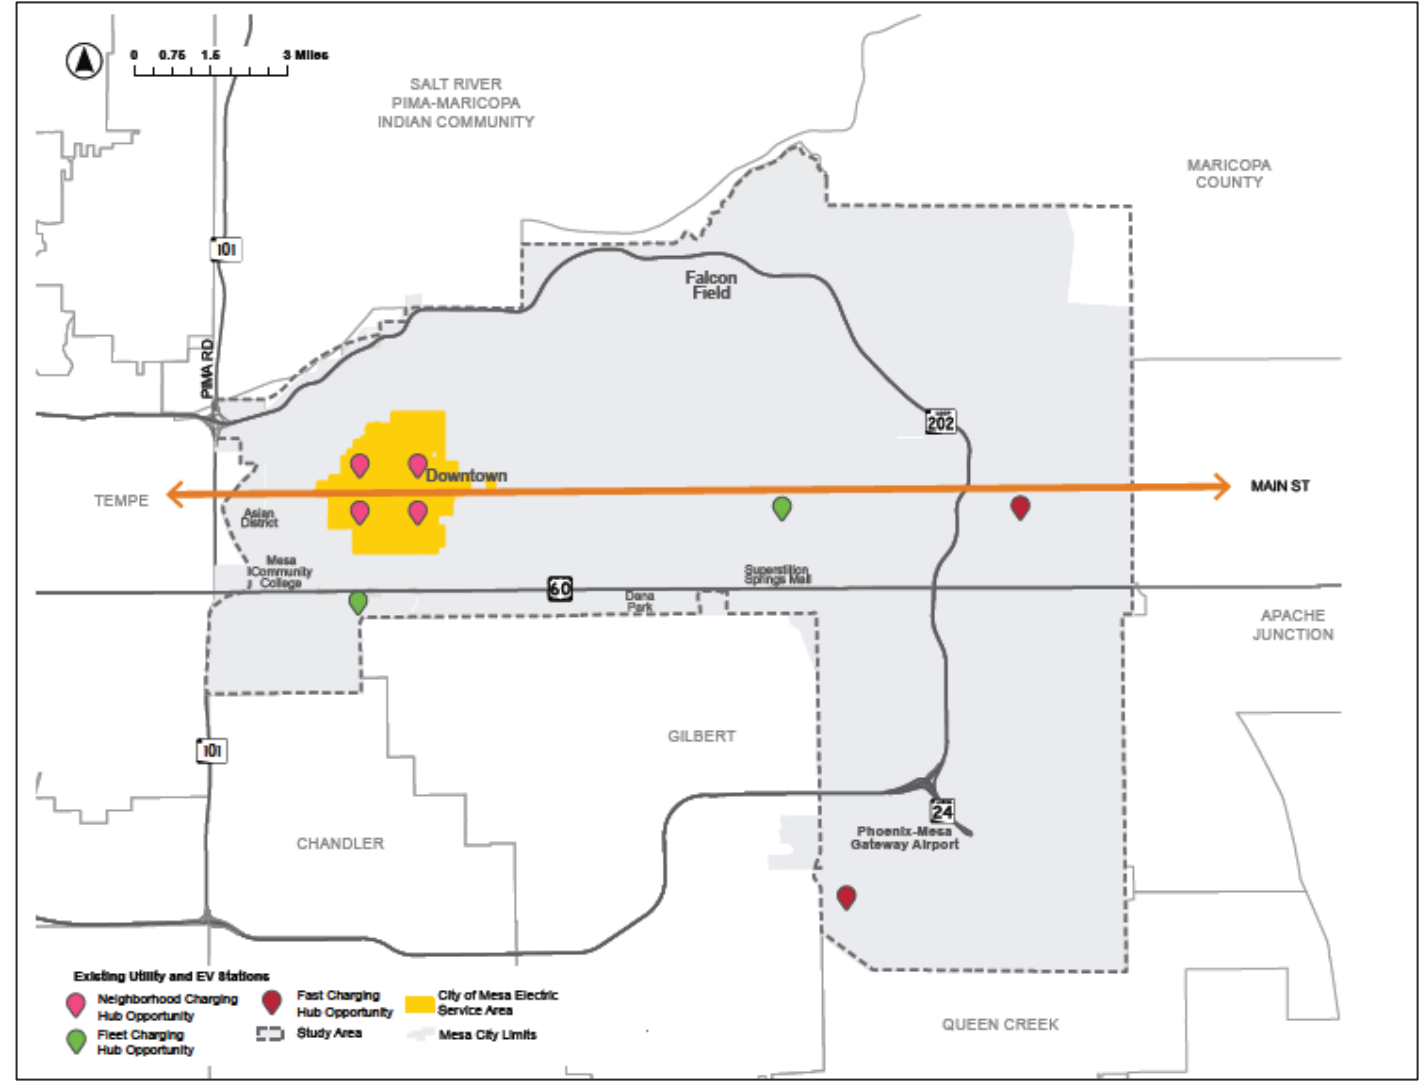 0 0.75 1.5 3 Miles
SALT RIVER
PIMA-MARICOPA
INDIAN COMMUNITY
MARICOPA
COUNTY
101
Falcon
Field
PIMA RD
LOOP
202
Downtown
TEMPE
MAIN ST
Asian
District
Mesa
Community
College
Superstition
Springs Mall
60
Dana
Park
APACHE
JUNCTION
GILBERT
101
24
Phoenix-Mesa
Gateway Airport
CHANDLER
QUEEN CREEK
Existing Utility and EV Stations
Neighborhood Charging
Hub Opportunity
Fleet Charging
Hub Opportunity
Fast Charging
Hub Opportunity
Study Area
City of Mesa Electric
Service Area
Mesa City Limits